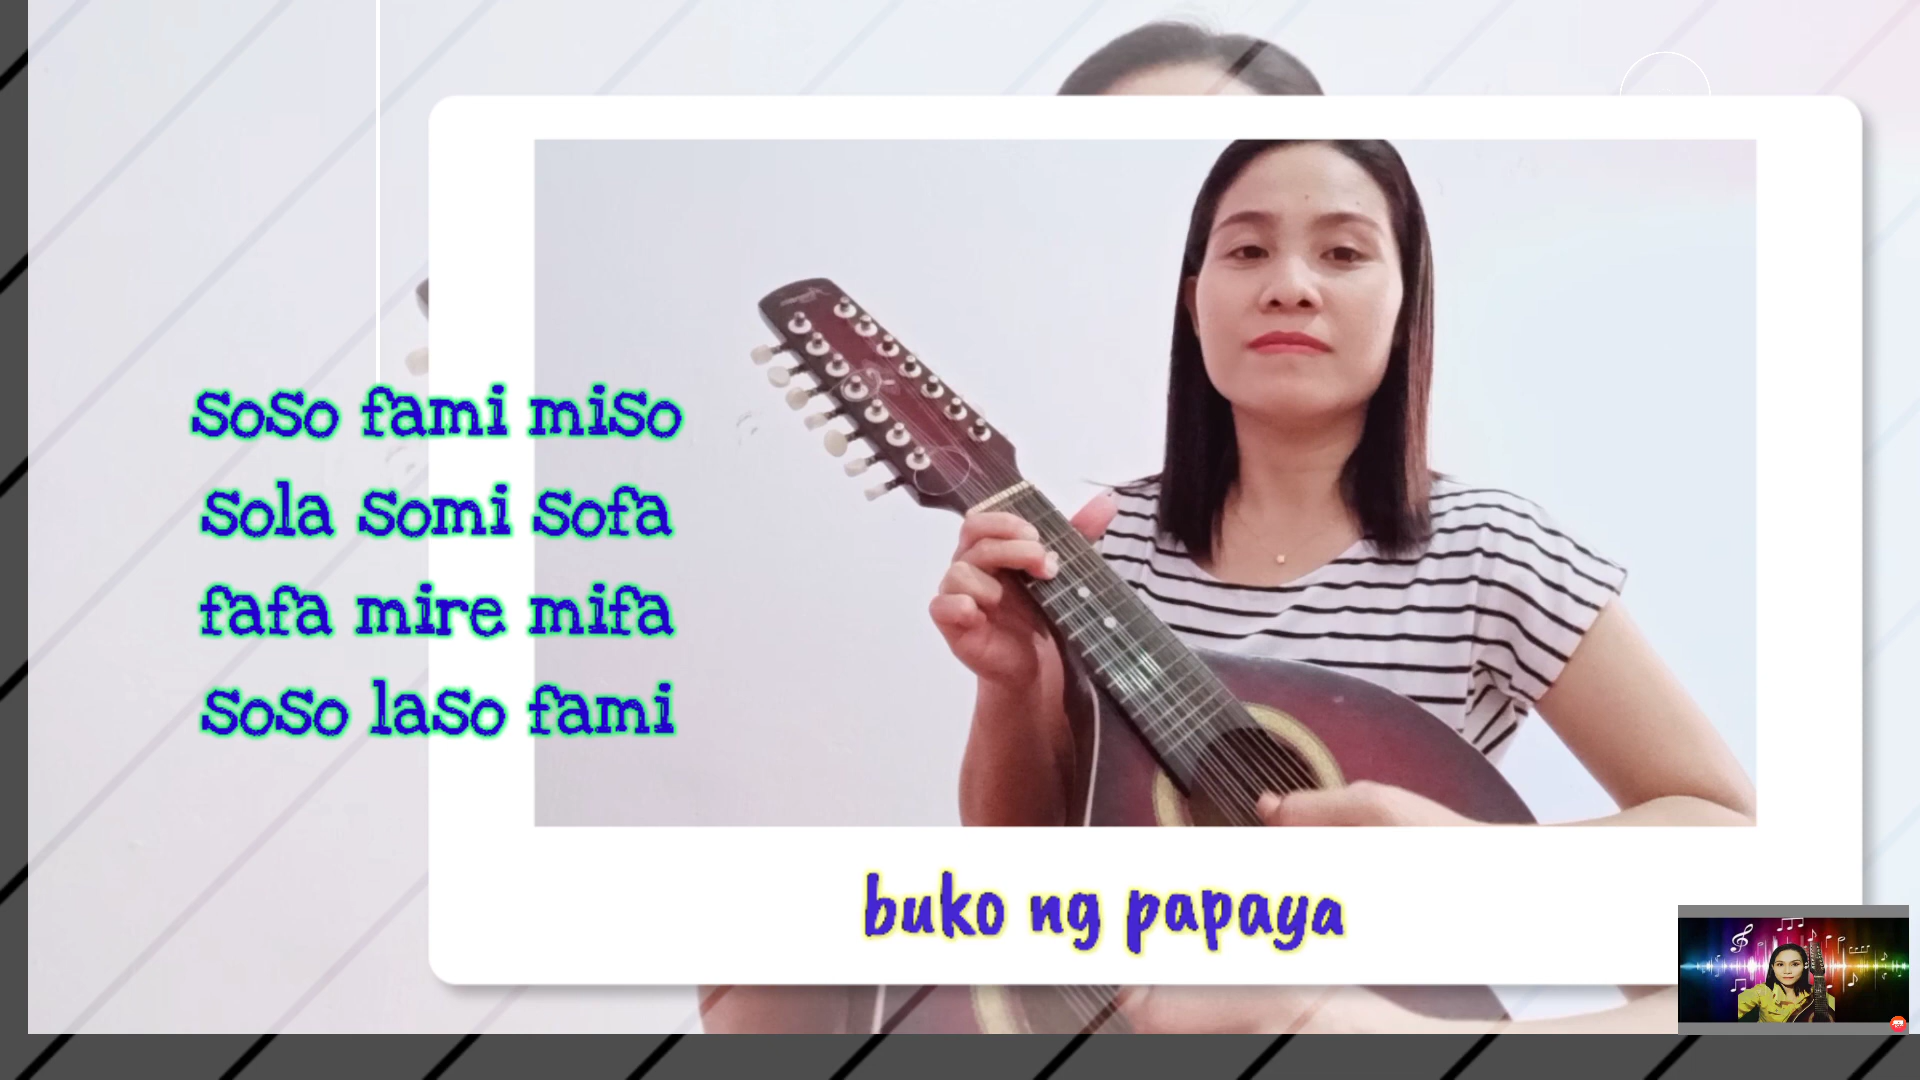 soso fami miso
sola somi sofa
fafa mire mifa
soso laso fami
buko ng papaya